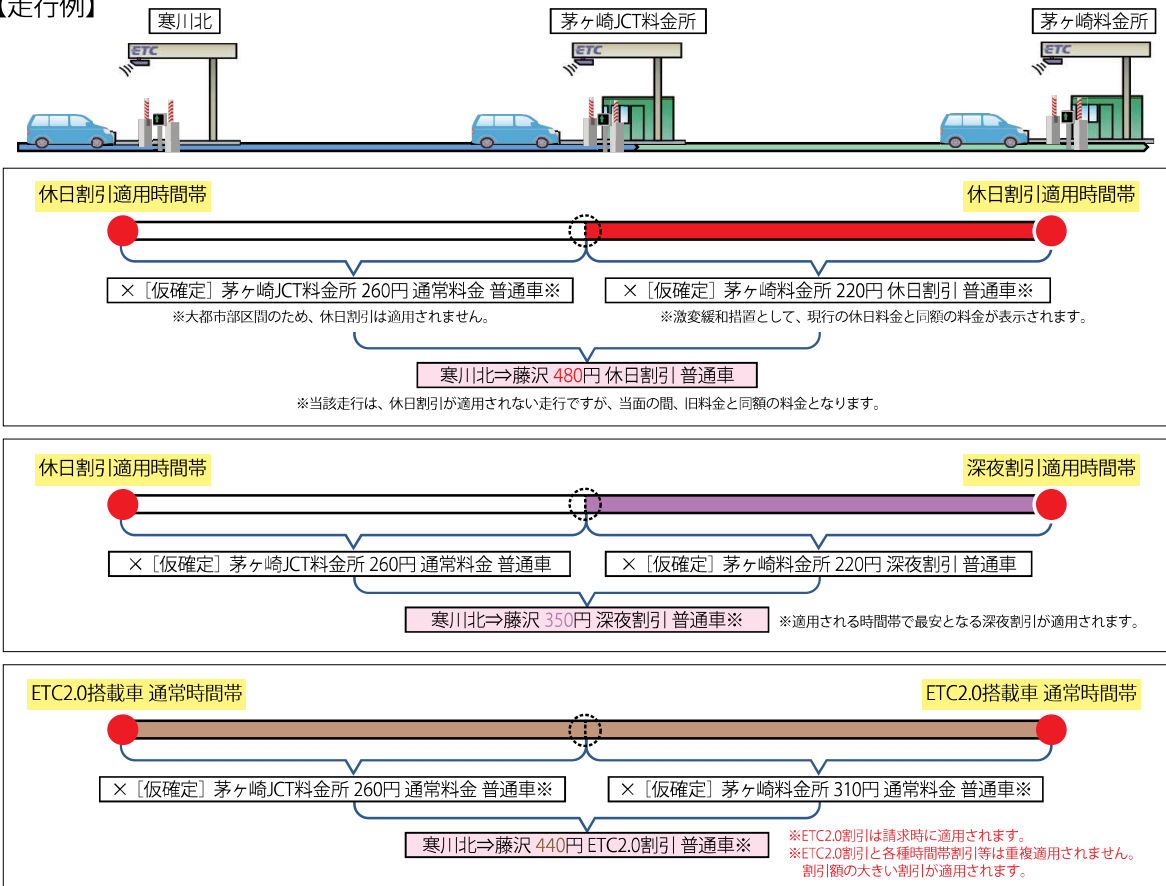 【走行例】
寒川北
茅ヶ崎JCT料金所
茅ヶ崎料金所
ETC
ETC
ETC
休日割引適用時間帯
休日割引適用時間帯
×［仮確定］茅ヶ崎JCT料金所 260円 通常料金 普通車※
×［仮確定］茅ヶ崎料金所 220円 休日割引 普通車※
※大都市部区間のため、休日割引は適用されません。
※激変緩和措置として、現行の休日料金と同額の料金が表示されます。
寒川北⇒藤沢 480円 休日割引 普通車
※当該走行は、休日割引が適用されない走行ですが、当面の間、旧料金と同額の料金となります。
休日割引適用時間帯
深夜割引適用時間帯
×［仮確定］茅ヶ崎JCT料金所 260円 通常料金 普通車
×［仮確定］茅ヶ崎料金所 220円 深夜割引 普通車
寒川北⇒藤沢 350円 深夜割引 普通車※
※適用される時間帯で最安となる深夜割引が適用されます。
ETC2.0搭載車 通常時間帯
ETC2.0搭載車 通常時間帯
×［仮確定］茅ヶ崎JCT料金所 260円 通常料金 普通車※
×［仮確定］茅ヶ崎料金所 310円 通常料金 普通車※
寒川北⇒藤沢 440円 ETC2.0割引 普通車※
※ETC2.0割引は請求時に適用されます。
※ETC2.0割引と各種時間帯割引等は重複適用されません。
割引額の大きい割引が適用されます。